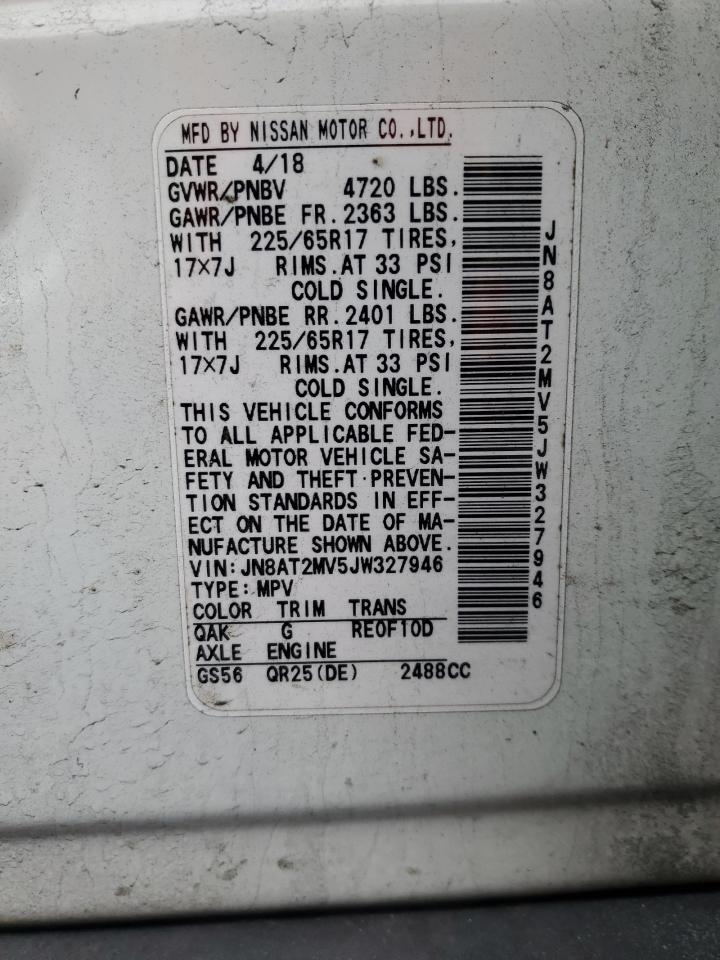 MFD BY NISSAN MOTOR CO.,LTD.
DATE 4/18
GVWR/PNBV 4720 LBS.
GAWR/PNBE FR.2363 LBS.
WITH 225/65R17 TIRES,
17×7J RIMS.AT 33 PSI
COLD SINGLE.
GAWR/PNBE RR.2401 LBS.
WITH 225/65R17 TIRES,
17×7J RIMS.AT 33 PSI
COLD SINGLE.
THIS VEHICLE CONFORMS
TO ALL APPLICABLE FED-
ERAL MOTOR VEHICLE SA-
FETY AND THEFT PREVEN-
TION STANDARDS IN EFF-
ECT ON THE DATE OF MA-
NUFACTURE SHOWN ABOVE.
VIN:JN8AT2MV5JW327946
TYPE:MPV
COLOR TRIM TRANS
QAK G RE0F10D
AXLE ENGINE
GS56 QR25(DE) 2488CC
JN8AT2MV5JW327946